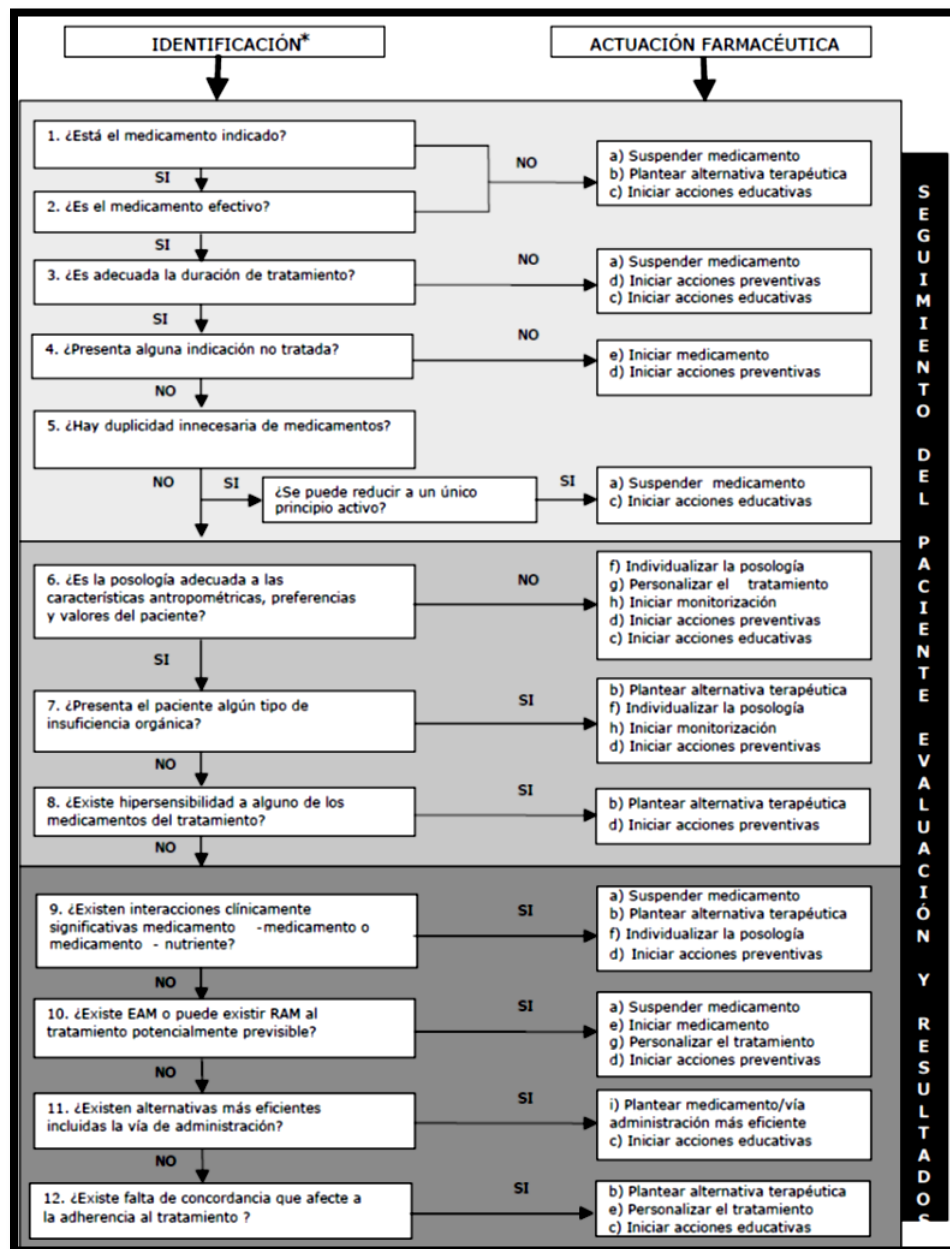 IDENTIFICACIÓN*
ACTUACIÓN FARMACÉUTICA
1. ¿Está el medicamento indicado?
NO
a) Suspender medicamento
b) Plantear alternativa terapéutica
c) Iniciar acciones educativas
SI
2. ¿Es el medicamento efectivo?
SI
3. ¿Es adecuada la duración de tratamiento?
NO
a) Suspender medicamento
d) Iniciar acciones preventivas
c) Iniciar acciones educativas
SI
4. ¿Presenta alguna indicación no tratada?
NO
e) Iniciar medicamento
d) Iniciar acciones preventivas
NO
5. ¿Hay duplicidad innecesaria de medicamentos?
NO
SI
¿Se puede reducir a un único
principio activo?
SI
a) Suspender medicamento
c) Iniciar acciones educativas
6. ¿Es la posología adecuada a las
características antropométricas, preferencias
y valores del paciente?
NO
f) Individualizar la posología
g) Personalizar el tratamiento
h) Iniciar monitorización
d) Iniciar acciones preventivas
c) Iniciar acciones educativas
SI
7. ¿Presenta el paciente algún tipo de
insuficiencia orgánica?
SI
b) Plantear alternativa terapéutica
f) Individualizar la posología
h) Iniciar monitorización
d) Iniciar acciones preventivas
NO
8. ¿Existe hipersensibilidad a alguno de los
medicamentos del tratamiento?
SI
b) Plantear alternativa terapéutica
d) Iniciar acciones preventivas
NO
9. ¿Existen interacciones clínicamente
significativas medicamento -medicamento o
medicamento - nutriente?
SI
a) Suspender medicamento
b) Plantear alternativa terapéutica
f) Individualizar la posología
d) Iniciar acciones preventivas
NO
10. ¿Existe EAM o puede existir RAM al
tratamiento potencialmente previsible?
SI
a) Suspender medicamento
e) Iniciar medicamento
g) Personalizar el tratamiento
d) Iniciar acciones preventivas
NO
11. ¿Existen alternativas más eficientes
incluidas la vía de administración?
SI
i) Plantear medicamento/vía
administración más eficiente
c) Iniciar acciones educativas
NO
12. ¿Existe falta de concordancia que afecte a
la adherencia al tratamiento ?
SI
b) Plantear alternativa terapéutica
e) Personalizar el tratamiento
c) Iniciar acciones educativas
SEGUIMIENTO DEL PACIENTE EVALUACIÓN Y RESULTADOS